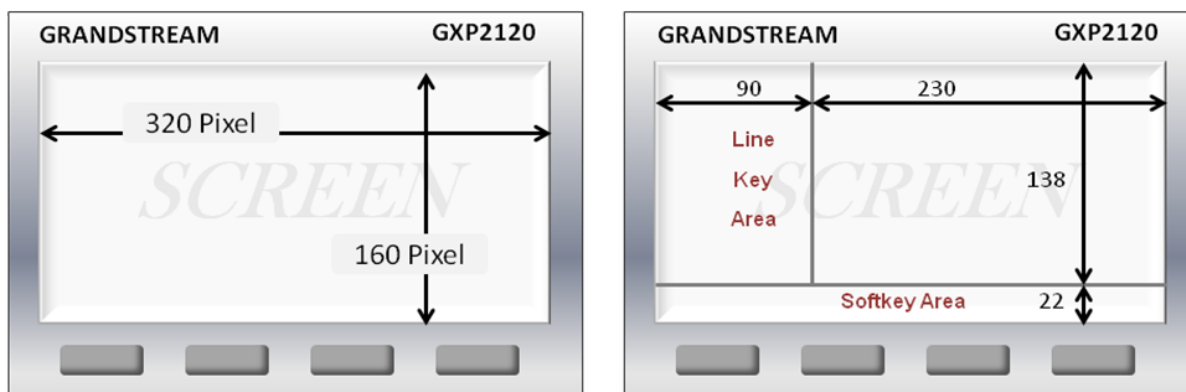 GRANDSTREAM GXP2120
320 Pixel
SCREEN
160 Pixel
GRANDSTREAM GXP2120
90 230
Line
Key
Area
SCREEN
138
Softkey Area 22